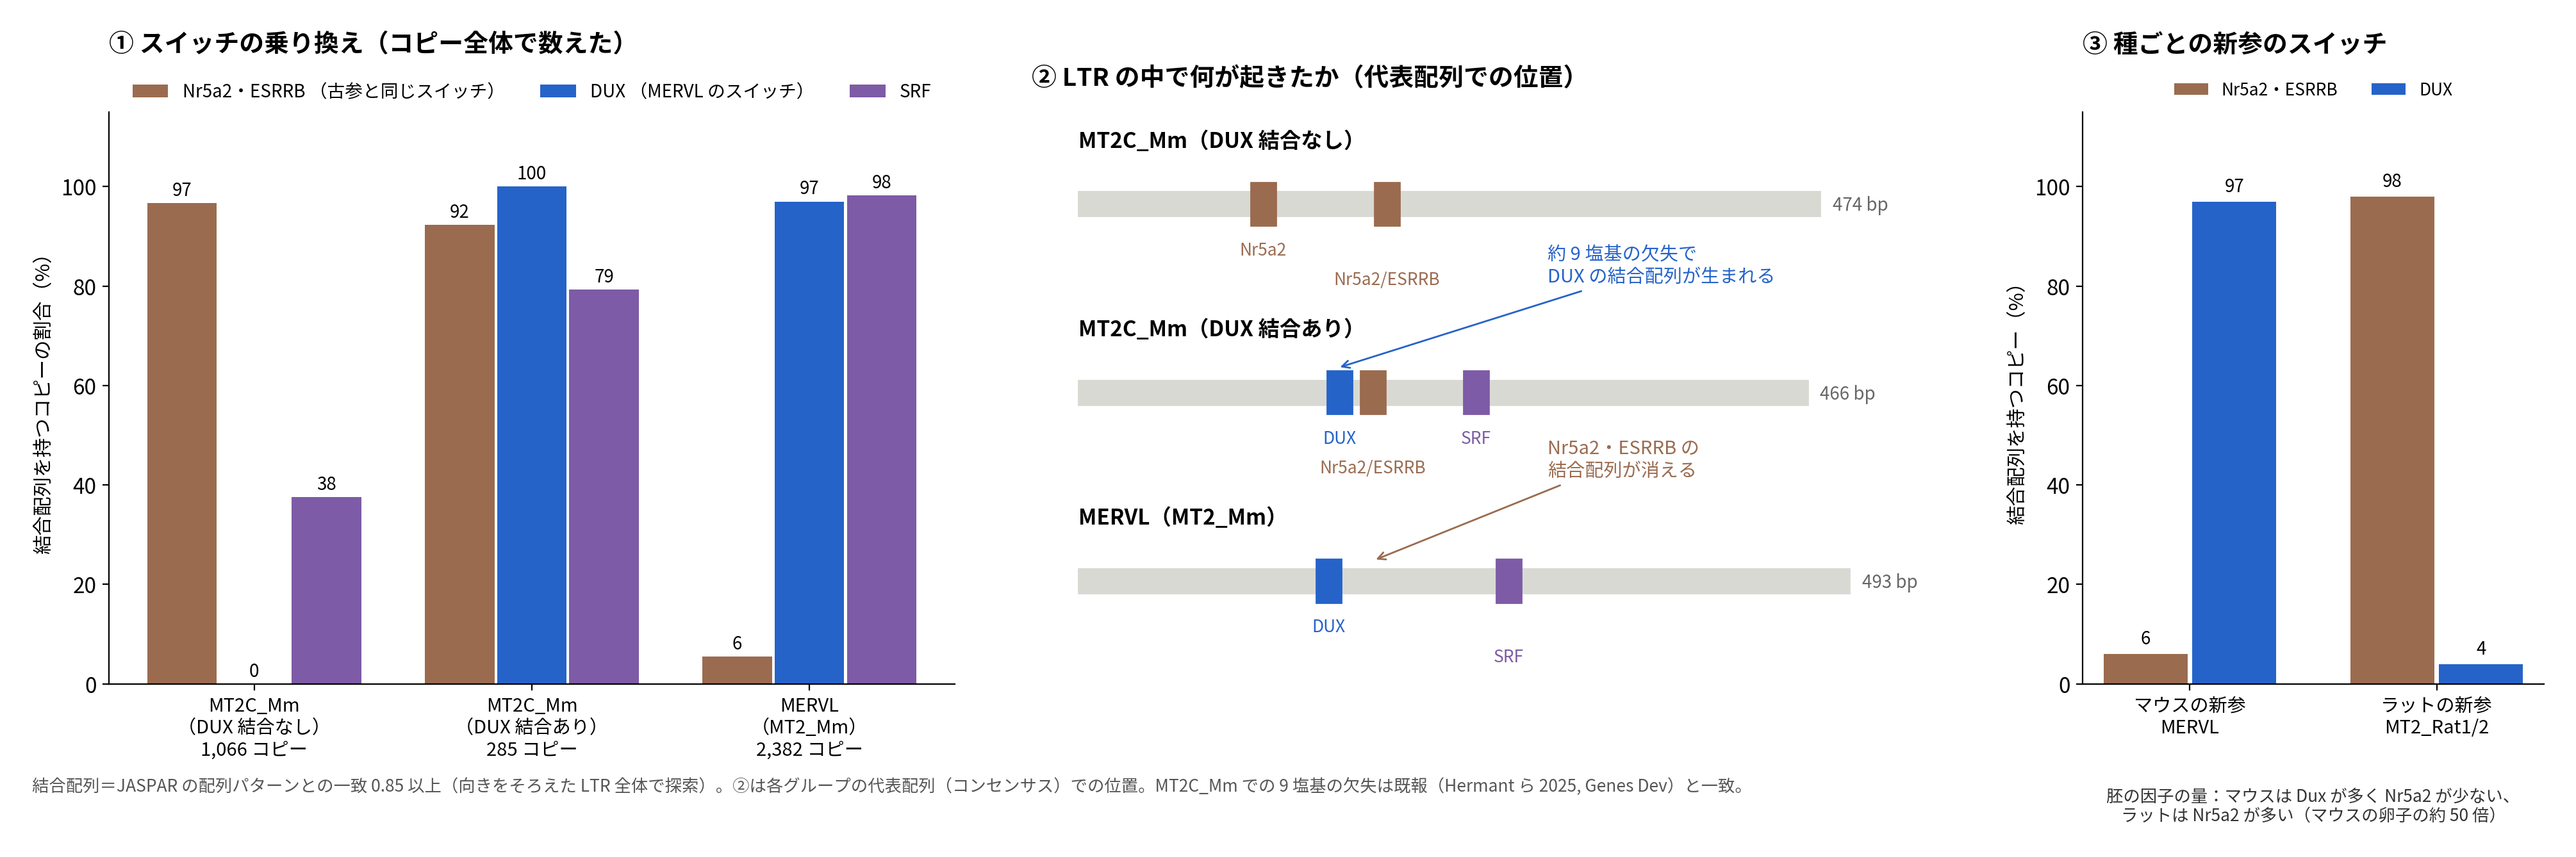 ① スイッチの乗り換え（コピー全体で数えた）
Nr5a2・ESRRB （古参と同じスイッチ）
DUX （MERVL のスイッチ）
SRF
結合配列を持つコピーの割合（%）
100
80
60
40
20
0
97
0
38
92
100
79
6
97
98
MT2C_Mm
（DUX 結合なし）
1,066 コピー
MT2C_Mm
（DUX 結合あり）
285 コピー
MERVL
（MT2_Mm）
2,382 コピー
② LTR の中で何が起きたか（代表配列での位置）
MT2C_Mm（DUX 結合なし）
474 bp
Nr5a2
Nr5a2/ESRRB
約 9 塩基の欠失で
DUX の結合配列が生まれる
MT2C_Mm（DUX 結合あり）
466 bp
DUX
SRF
Nr5a2/ESRRB
Nr5a2・ESRRB の
結合配列が消える
MERVL（MT2_Mm）
493 bp
DUX
SRF
③ 種ごとの新参のスイッチ
Nr5a2・ESRRB
DUX
結合配列を持つコピー（%）
100
80
60
40
20
0
6
97
98
4
マウスの新参
MERVL
ラットの新参
MT2_Rat1/2
結合配列＝JASPAR の配列パターンとの一致 0.85 以上（向きをそろえた LTR 全体で探索）。②は各グループの代表配列（コンセンサス）での位置。MT2C_Mm での 9 塩基の欠失は既報（Hermant ら 2025, Genes Dev）と一致。
胚の因子の量：マウスは Dux が多く Nr5a2 が少ない、
ラットは Nr5a2 が多い（マウスの卵子の約 50 倍）